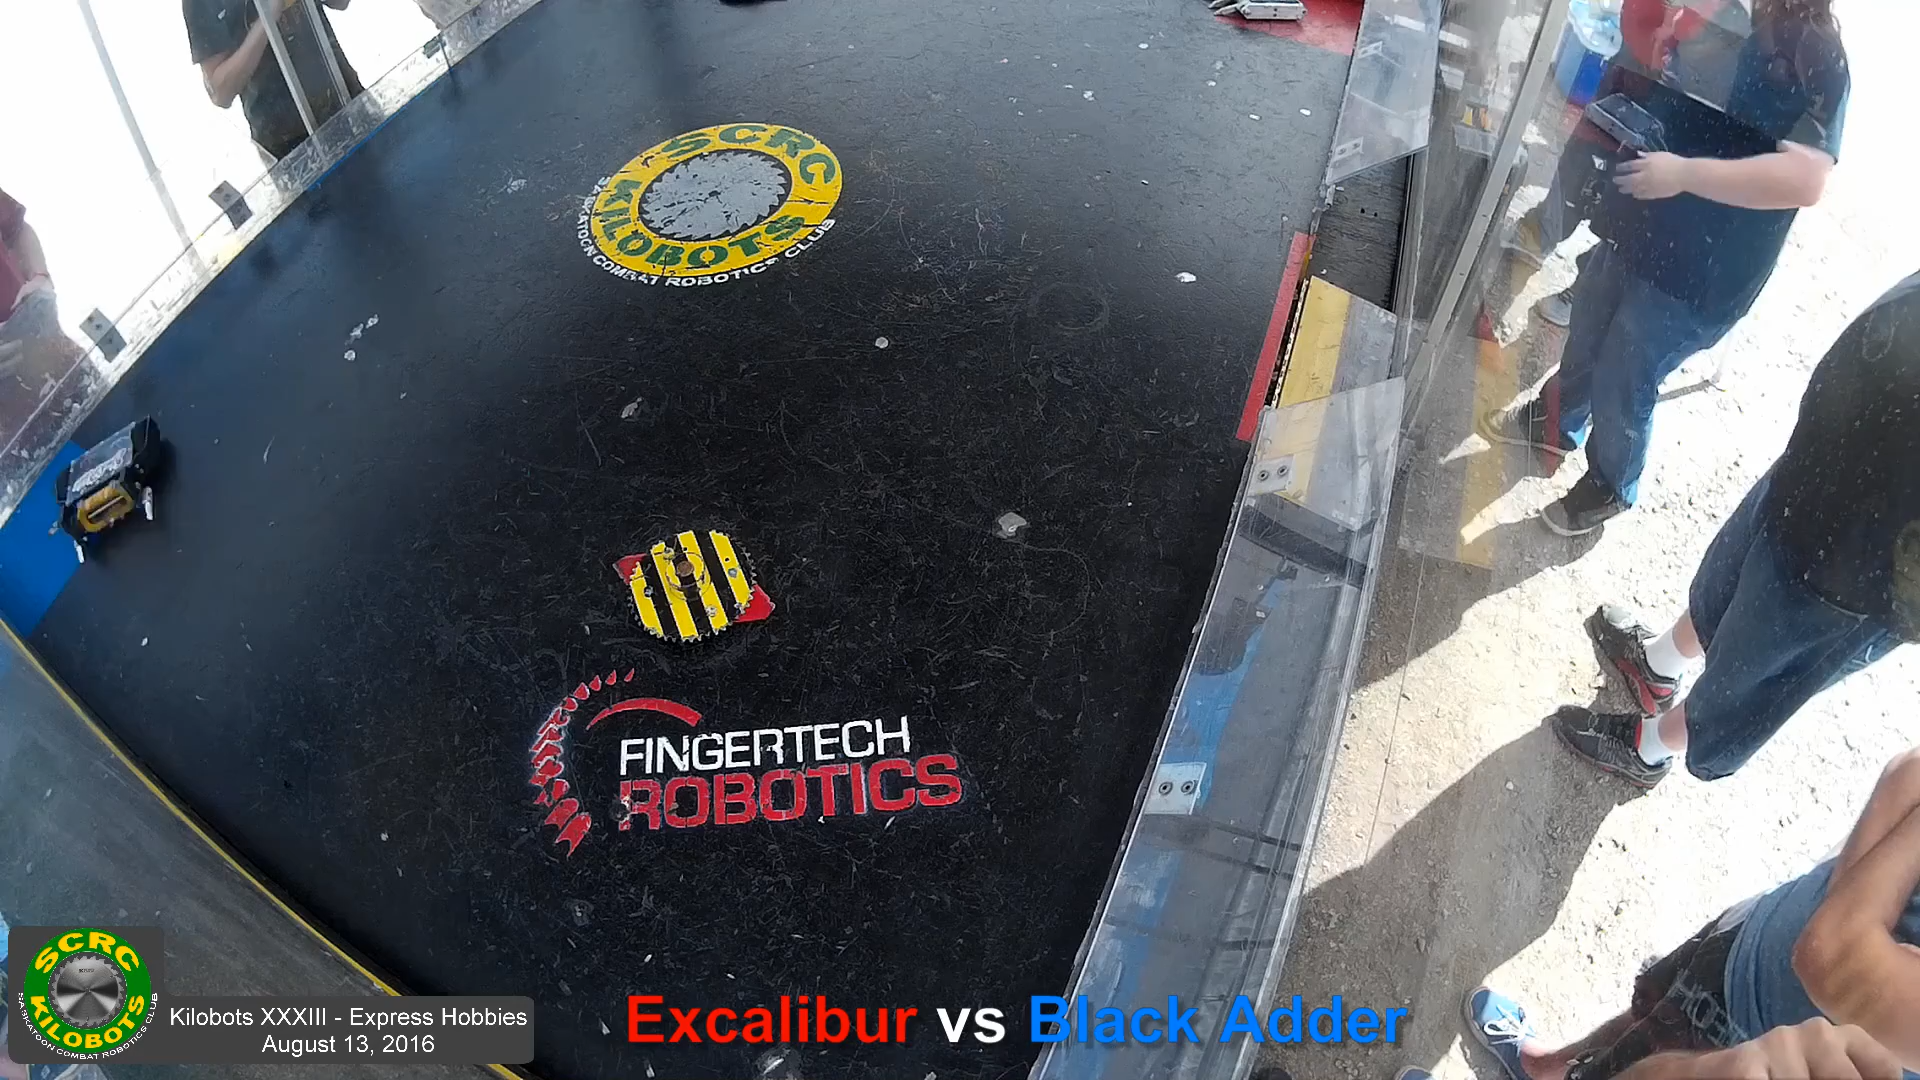 SCRC
KILOBOTS
SASKATOON COMBAT ROBOTICS CLUB
FINGERTECH
ROBOTICS
SCRC
KILOBOTS
SASKATOON COMBAT ROBOTICS CLUB
Kilobots XXXIII - Express Hobbies
August 13, 2016
Excalibur vs Black Adder